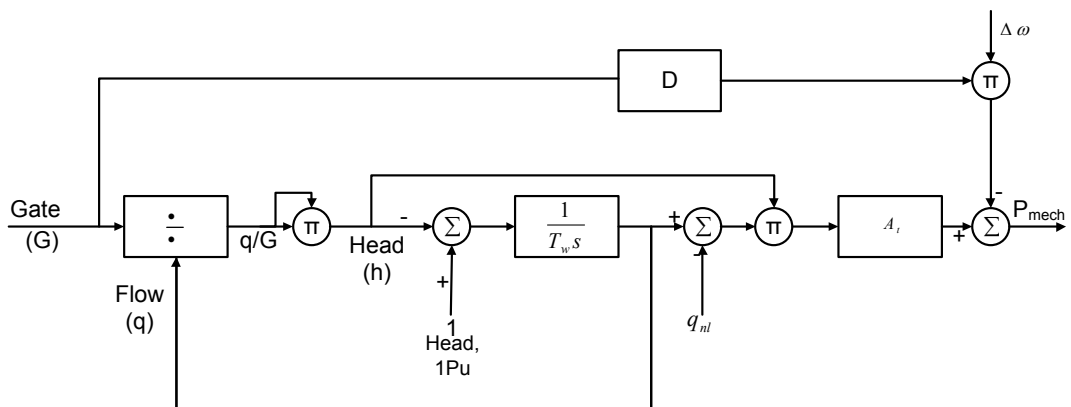 Δ ω
D
π
Gate
(G)
÷
q/G
π
Head
(h)
-
Σ
+
1
Head,
1Pu
1
T_w s
+
Σ
-
q_nl
π
A_t
+
Σ
-
P_mech
Flow
(q)